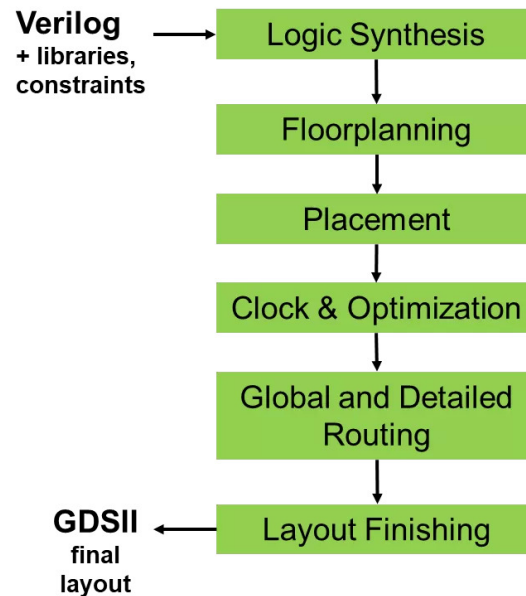 Verilog
+ libraries,
constraints
Logic Synthesis
Floorplanning
Placement
Clock & Optimization
Global and Detailed
Routing
Layout Finishing
GDSII
final
layout